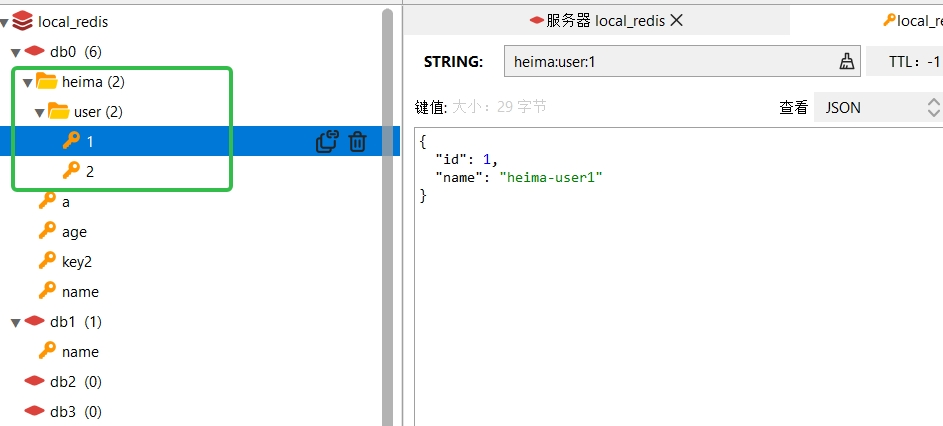 local_redis
db0 (6)
heima (2)
user (2)
1
2
a
age
key2
name
db1 (1)
name
db2 (0)
db3 (0)
服务器 local_redis
STRING:
heima:user:1
TTL: -1
键值: 大小: 29 字节
查看 JSON
{
"id": 1,
"name": "heima-user1"
}